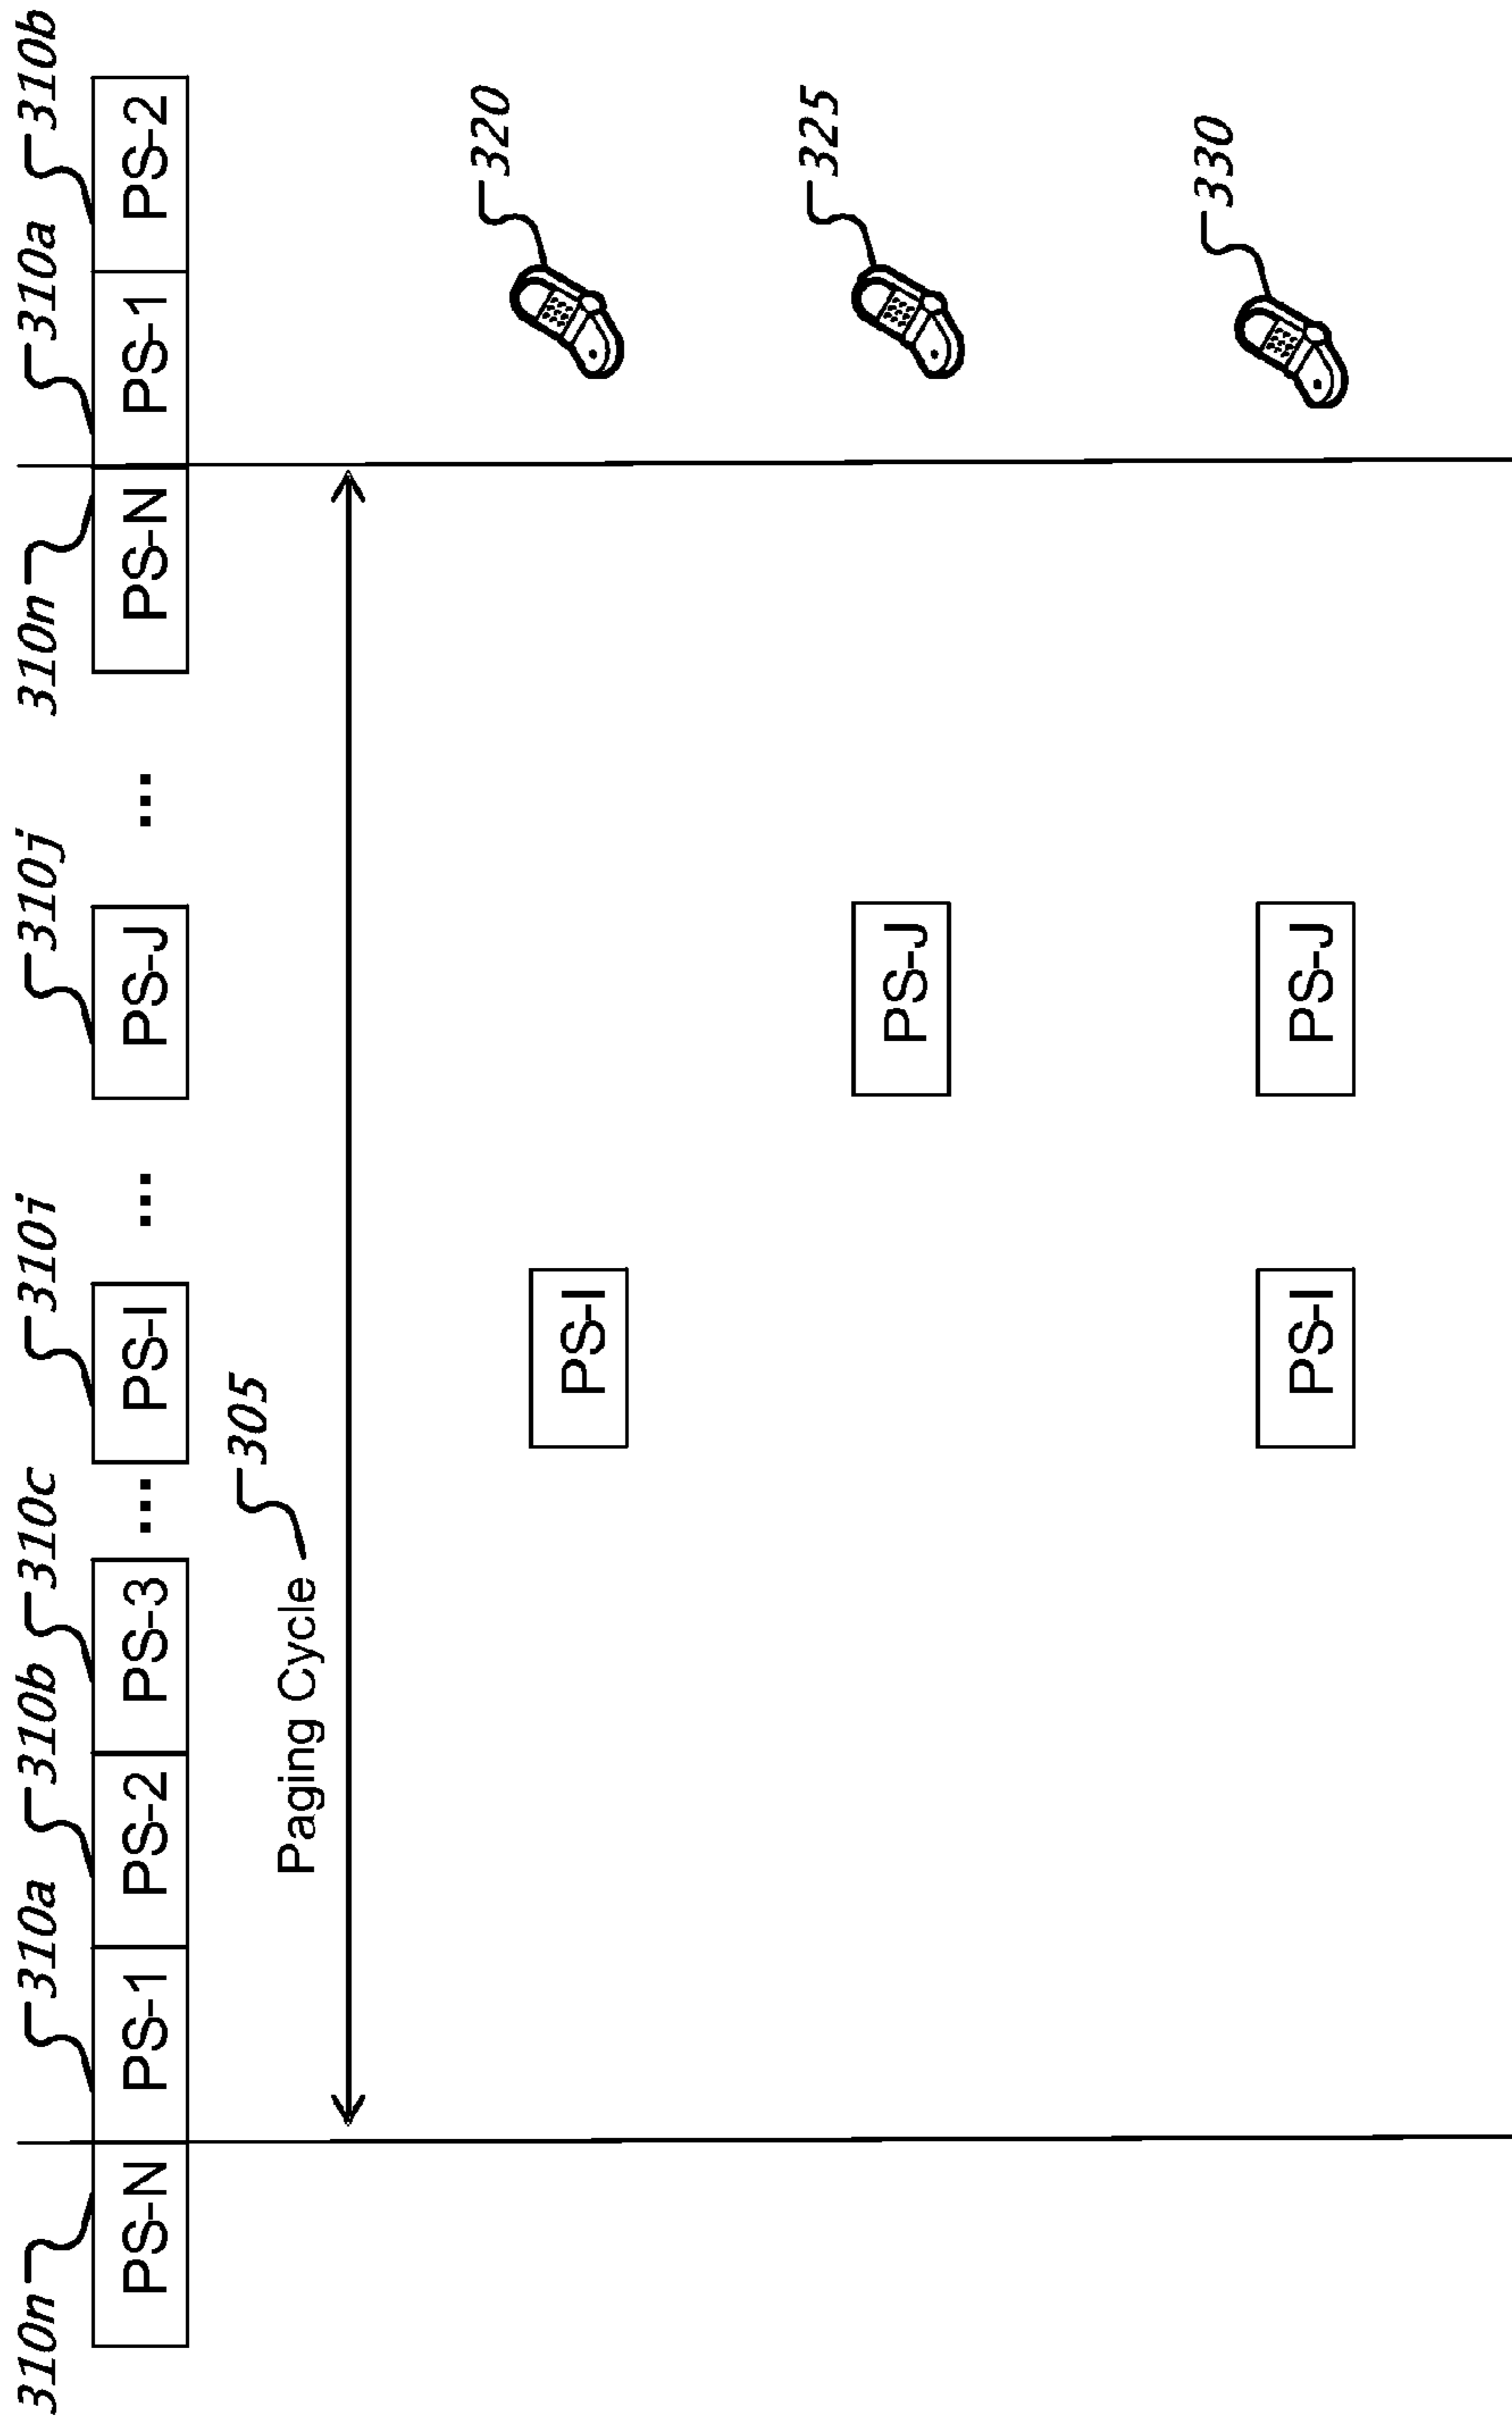 310n 310a 310b 310c 310i 310j 310n 310a 310b
PS-N PS-1 PS-2 PS-3 ... PS-I ... PS-J ... PS-N PS-1 PS-2
305
Paging Cycle
320
PS-I
325
PS-J
330
PS-I PS-J